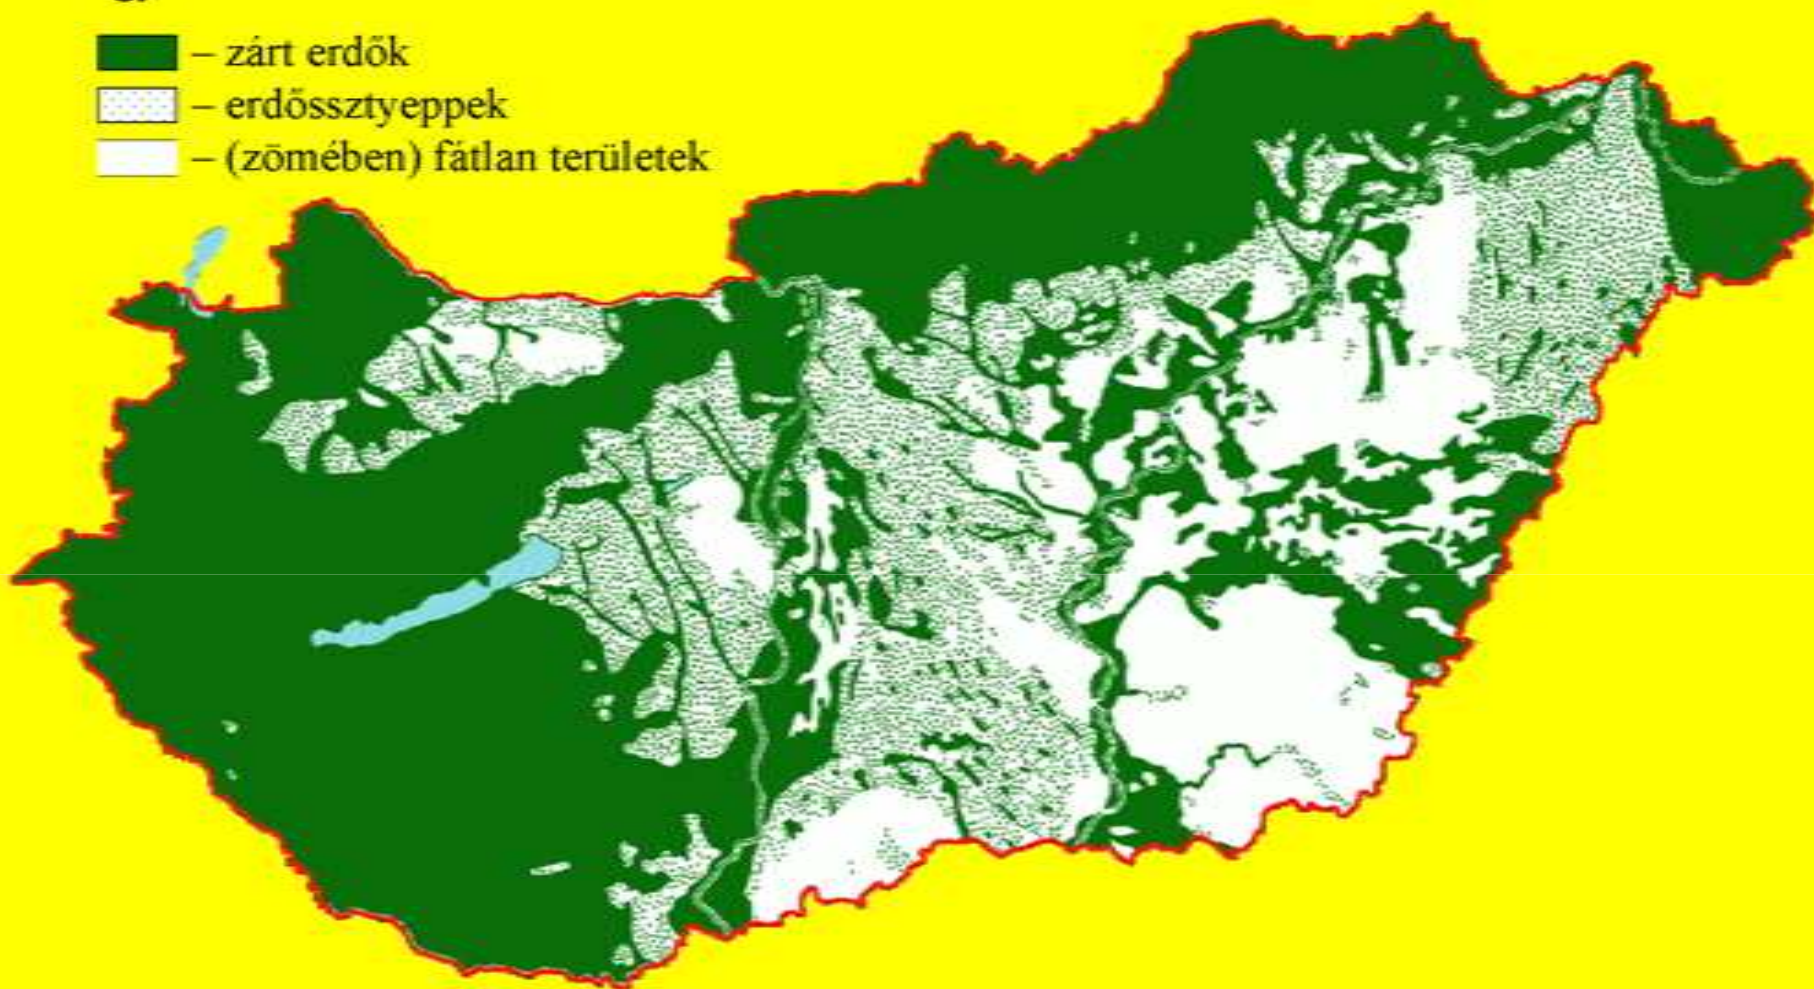 – zárt erdők
– erdőssztyeppek
– (zömében) fátlan területek